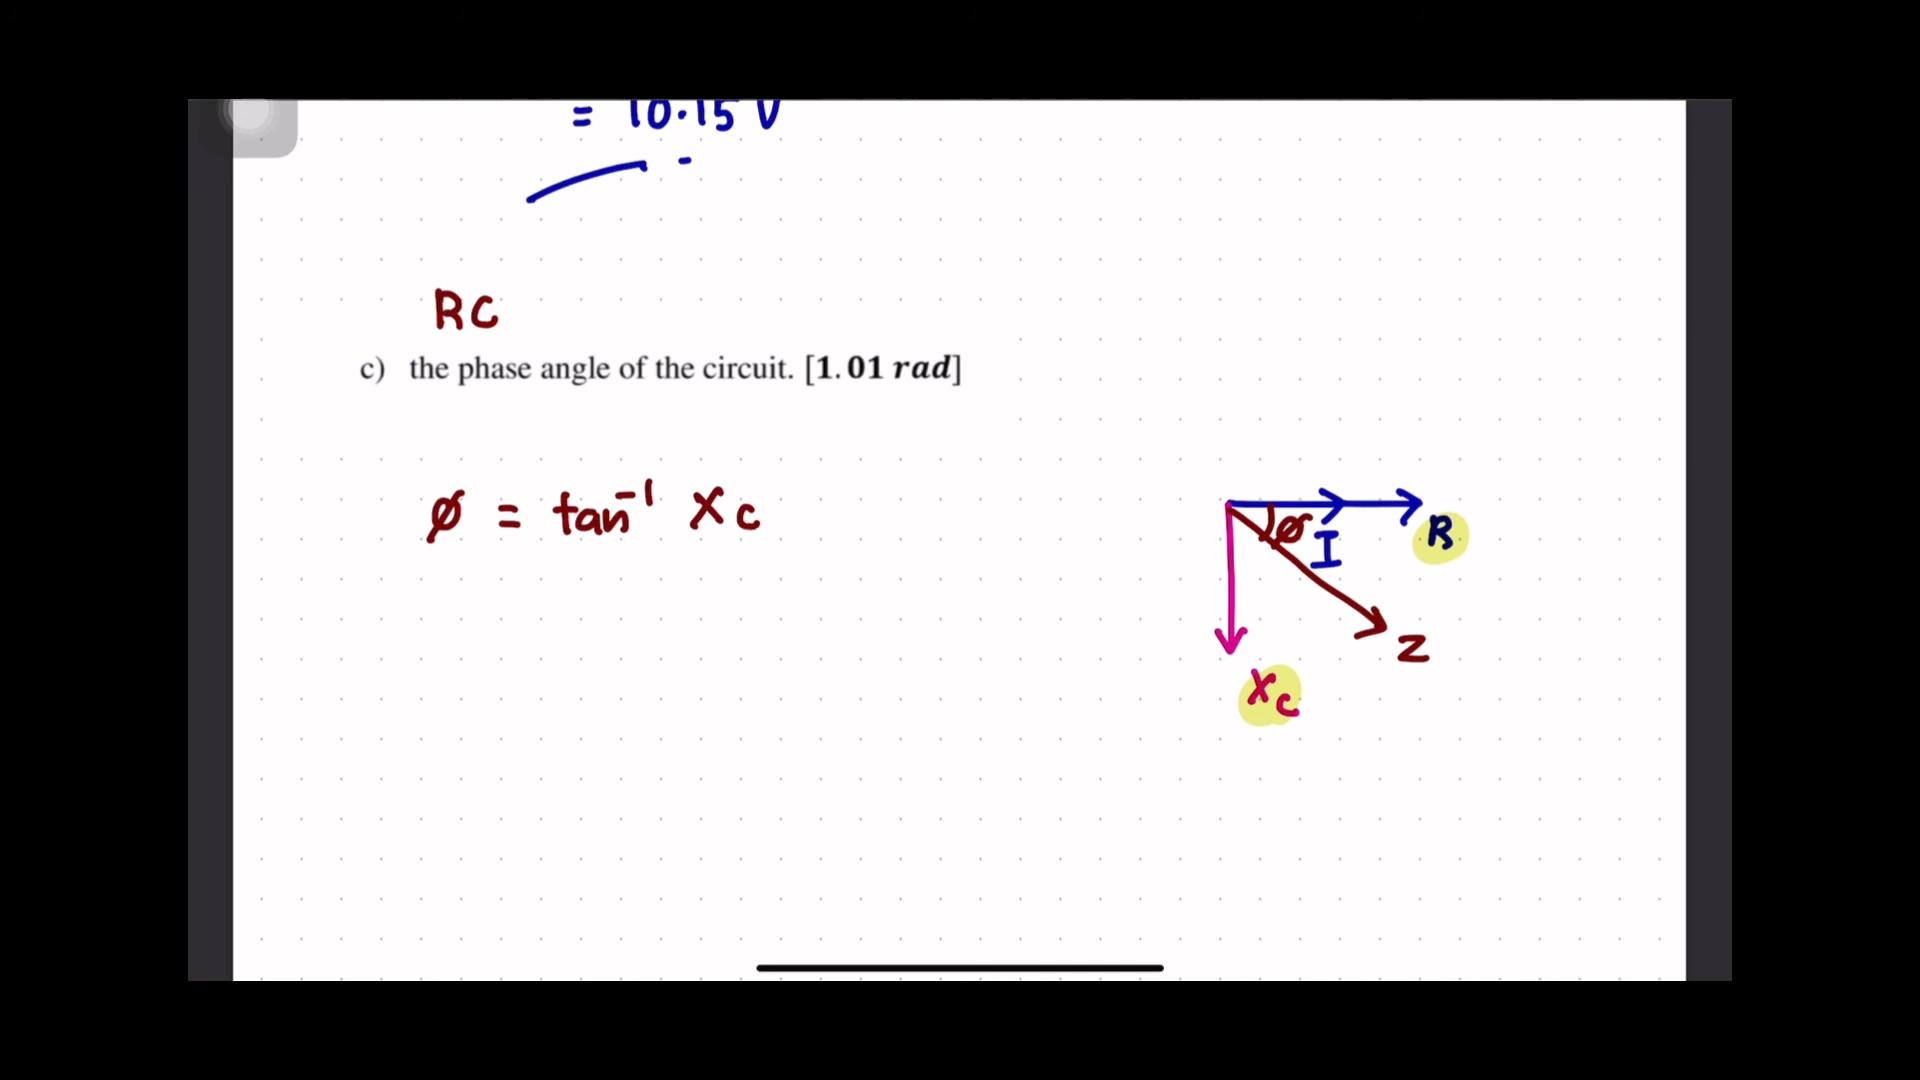 = 10.15 V
RC
c) the phase angle of the circuit. [1.01 rad]
ø = tan⁻¹ Xc
ø
I
R
Z
Xc